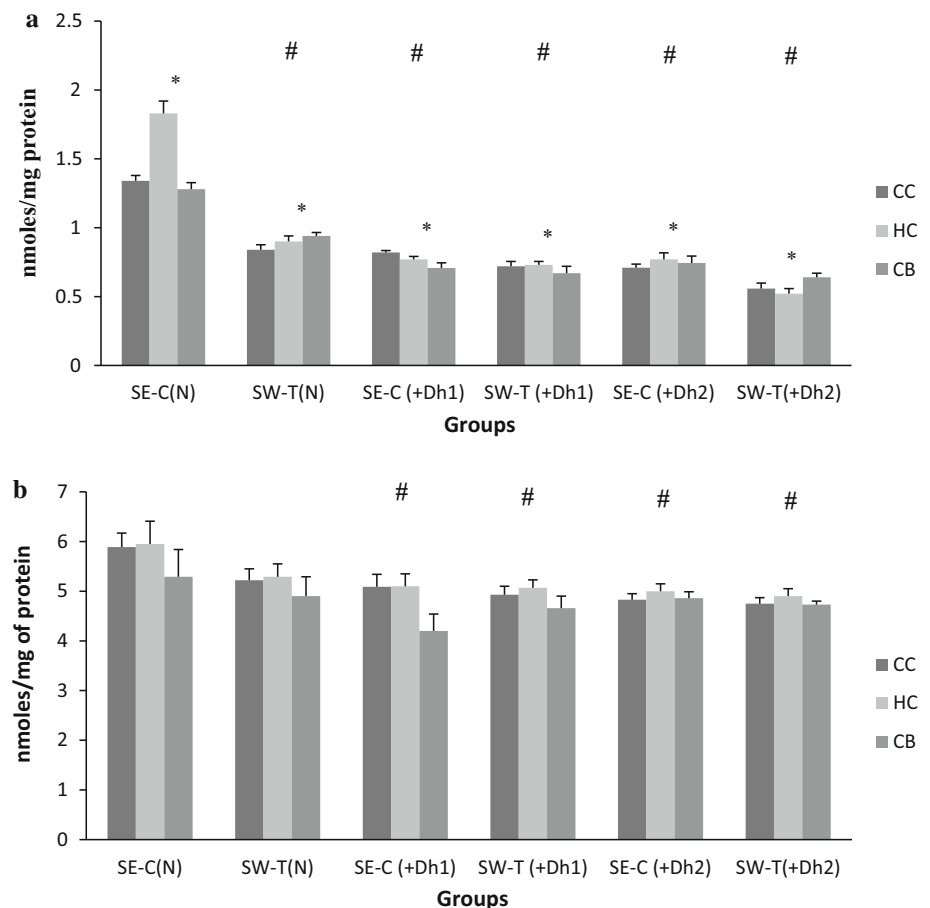 a
2.5
# # # # #
2
*
1.5
1
* * * * *
0.5
0
nmoles/mg protein
CC
HC
CB
SE-C(N) SW-T(N) SE-C (+Dh1) SW-T (+Dh1) SE-C (+Dh2) SW-T(+Dh2)
Groups
b
7
# # # #
6
5
4
3
2
1
0
nmoles/mg of protein
CC
HC
CB
SE-C(N) SW-T(N) SE-C (+Dh1) SW-T (+Dh1) SE-C (+Dh2) SW-T(+Dh2)
Groups